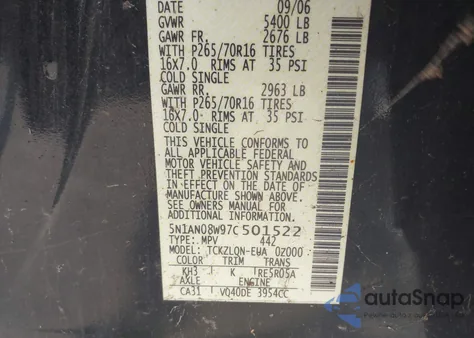 DATE 09/06
GVWR 5400 LB
GAWR FR 2676 LB
WITH P265/70R16 TIRES
16X7.0 RIMS AT 35 PSI
COLD SINGLE
GAWR RR 2963 LB
WITH P265/70R16 TIRES
16X7.0 RIMS AT 35 PSI
COLD SINGLE
THIS VEHICLE CONFORMS TO ALL
APPLICABLE FEDERAL
MOTOR VEHICLE SAFETY AND
THEFT PREVENTION STANDARDS
IN EFFECT ON THE DATE OF
MANUFACTURE SHOWN ABOVE.
SEE OWNERS MANUAL FOR
ADDITIONAL INFORMATION.
5N1AN08W97C501522
TYPE: MPV 442
MODEL: TCKZLQN-EUA 0Z000
COLOR TRIM TRANS
KH3 K RE5R05A
AXLE ENGINE
CA31 VQ40DE 3954CC
autoSnap